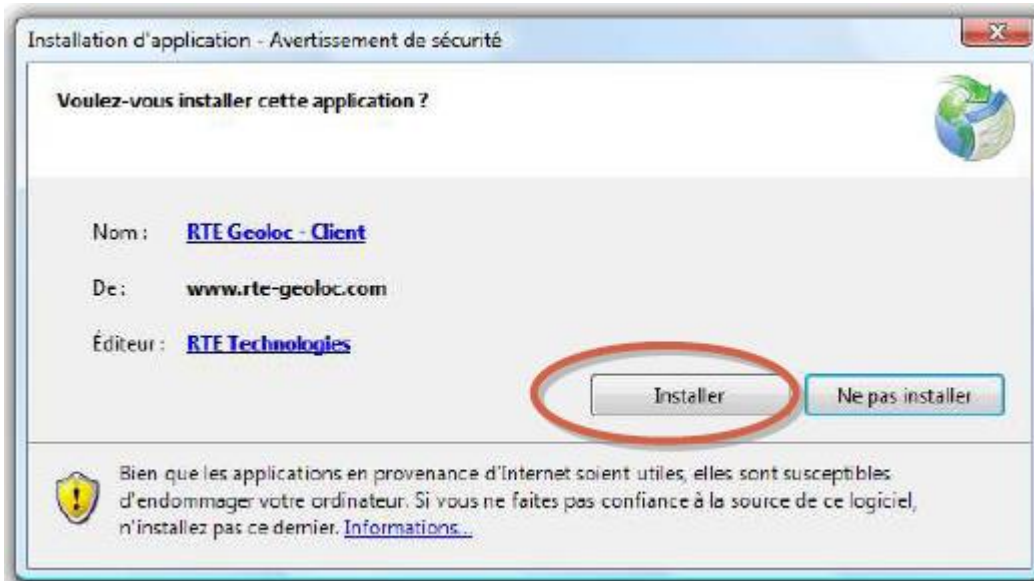 Installation d'application - Avertissement de sécurité
Voulez-vous installer cette application ?
Nom : RTE Geoloc - Client
De : www.rte-geoloc.com
Éditeur : RTE Technologies
Installer Ne pas installer
Bien que les applications en provenance d'Internet soient utiles, elles sont susceptibles
d'endommager votre ordinateur. Si vous ne faites pas confiance à la source de ce logiciel,
n'installez pas ce dernier. Informations...